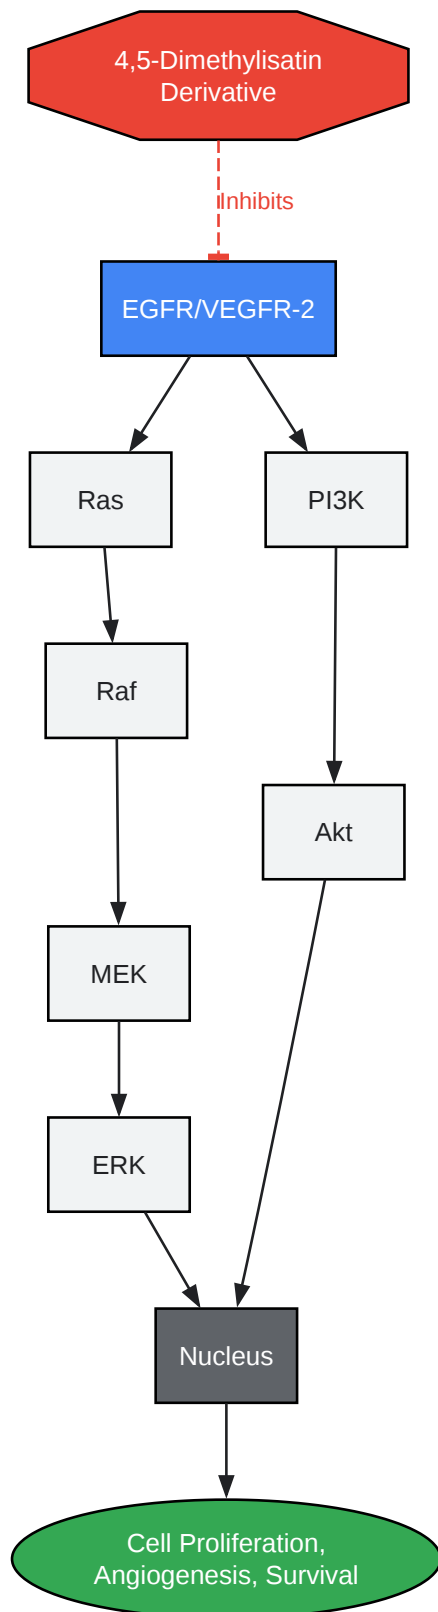 4,5-Dimethylisatin
Derivative
Inhibits
EGFR/VEGFR-2
Ras
PI3K
Raf
Akt
MEK
ERK
Nucleus
Cell Proliferation,
Angiogenesis, Survival